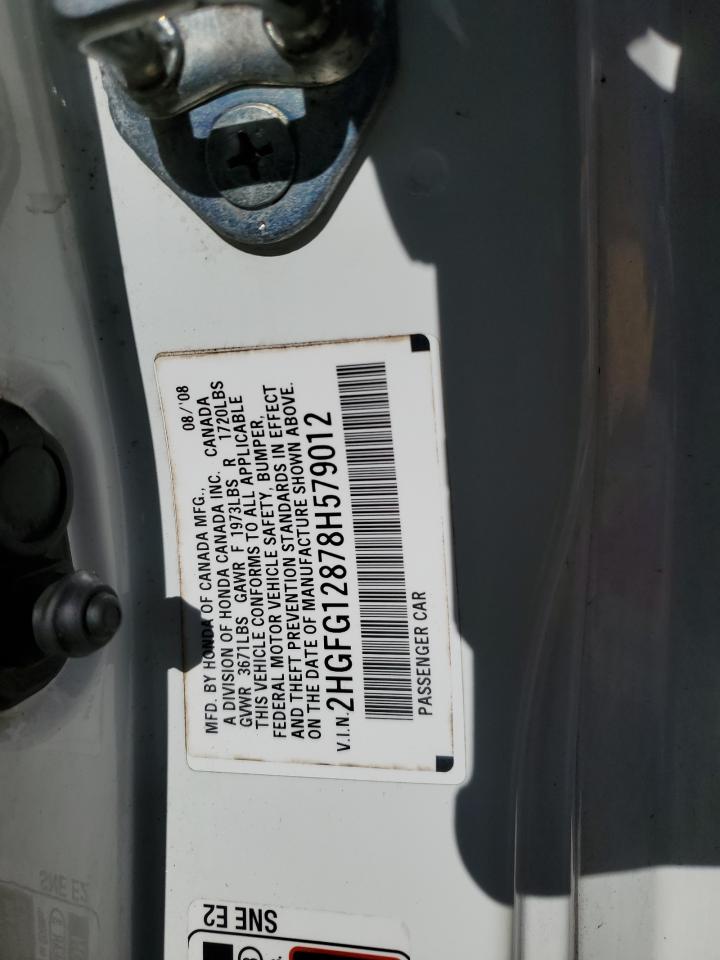 MFD. BY HONDA OF CANADA MFG., 08/'08
A DIVISION OF HONDA CANADA INC. CANADA
GVWR 3671LBS GAWR F 1973LBS R 1720LBS
THIS VEHICLE CONFORMS TO ALL APPLICABLE
FEDERAL MOTOR VEHICLE SAFETY, BUMPER,
AND THEFT PREVENTION STANDARDS IN EFFECT
ON THE DATE OF MANUFACTURE SHOWN ABOVE.
V.I.N. 2HGFG12878H579012
PASSENGER CAR
SNE E2
SNE E2